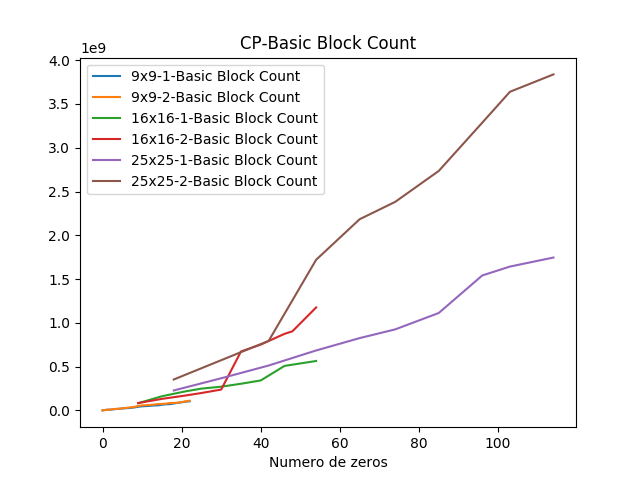 CP-Basic Block Count
1e9
4.0
3.5
3.0
2.5
2.0
1.5
1.0
0.5
0.0
9x9-1-Basic Block Count
9x9-2-Basic Block Count
16x16-1-Basic Block Count
16x16-2-Basic Block Count
25x25-1-Basic Block Count
25x25-2-Basic Block Count
0 20 40 60 80 100
Numero de zeros